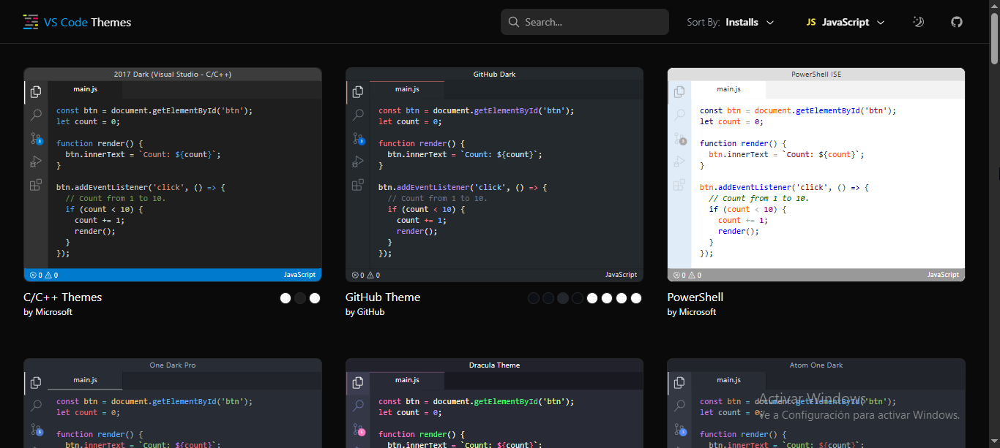 VS Code Themes
Search...
Sort By: Installs
JS JavaScript
2017 Dark (Visual Studio - C/C++)
main.js
const btn = document.getElementById('btn');
let count = 0;
function render() {
btn.innerText = `Count: ${count}`;
}
btn.addEventListener('click', () => {
// Count from 1 to 10.
if (count < 10) {
count += 1;
render();
}
});
0 0
JavaScript
C/C++ Themes
by Microsoft
GitHub Dark
main.js
3
const btn = document.getElementById('btn');
let count = 0;
function render() {
btn.innerText = `Count: ${count}`;
}
btn.addEventListener('click', () => {
// Count from 1 to 10.
if (count < 10) {
count += 1;
render();
}
});
0 0
JavaScript
GitHub Theme
by GitHub
PowerShell ISE
main.js
3
const btn = document.getElementById('btn');
let count = 0;
function render() {
btn.innerText = `Count: ${count}`;
}
btn.addEventListener('click', () => {
// Count from 1 to 10.
if (count < 10) {
count += 1;
render();
}
});
0 0
JavaScript
PowerShell
by Microsoft
One Dark Pro
main.js
3
const btn = document.getElementById('btn');
let count = 0;
function render() {
btn.innerText = `Count: ${count}`;
Dracula Theme
main.js
3
const btn = document.getElementById('btn');
let count = 0;
function render() {
btn.innerText = `Count: ${count}`;
Atom One Dark
main.js
3
const btn = document.getElementById('btn');
let count = 0;
function render() {
btn.innerText = `Count: ${count}`;
Activar Windows
Ve a Configuración para activar Windows.